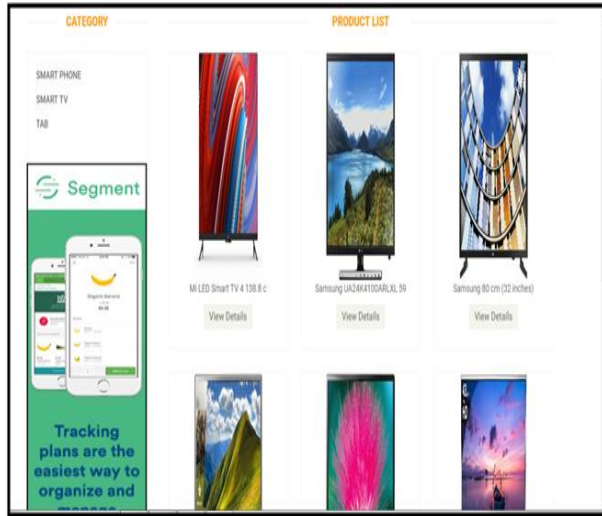 CATEGORY
PRODUCT LIST
SMART PHONE
SMART TV
TAB
Segment
Organic Banana
Tracking
plans are the
easiest way to
organize and
manage
Mi LED Smart TV 4 138.8 c
View Details
Samsung UA24K4100ARLXL 59
View Details
Samsung 80 cm (32 inches)
View Details